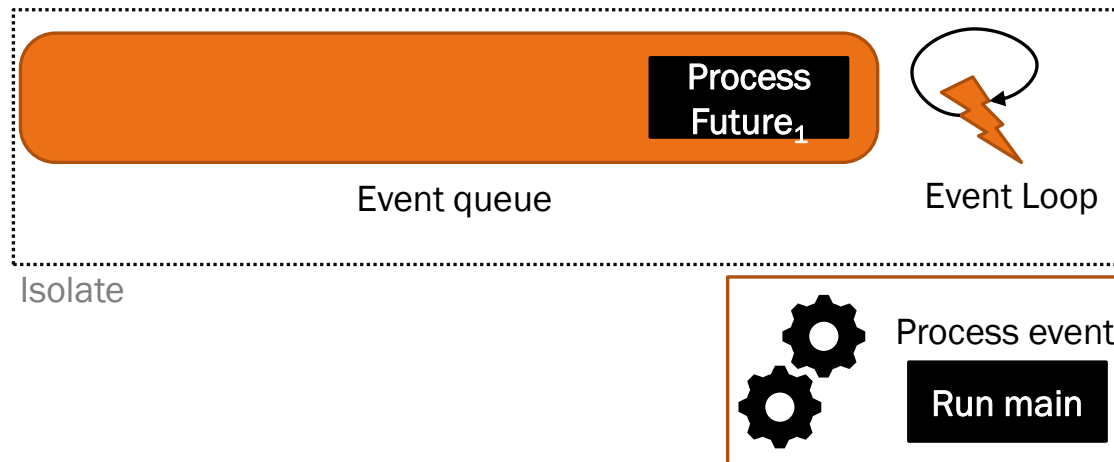 Process
Future₁
Event queue
Event Loop
Isolate
Process event
Run main